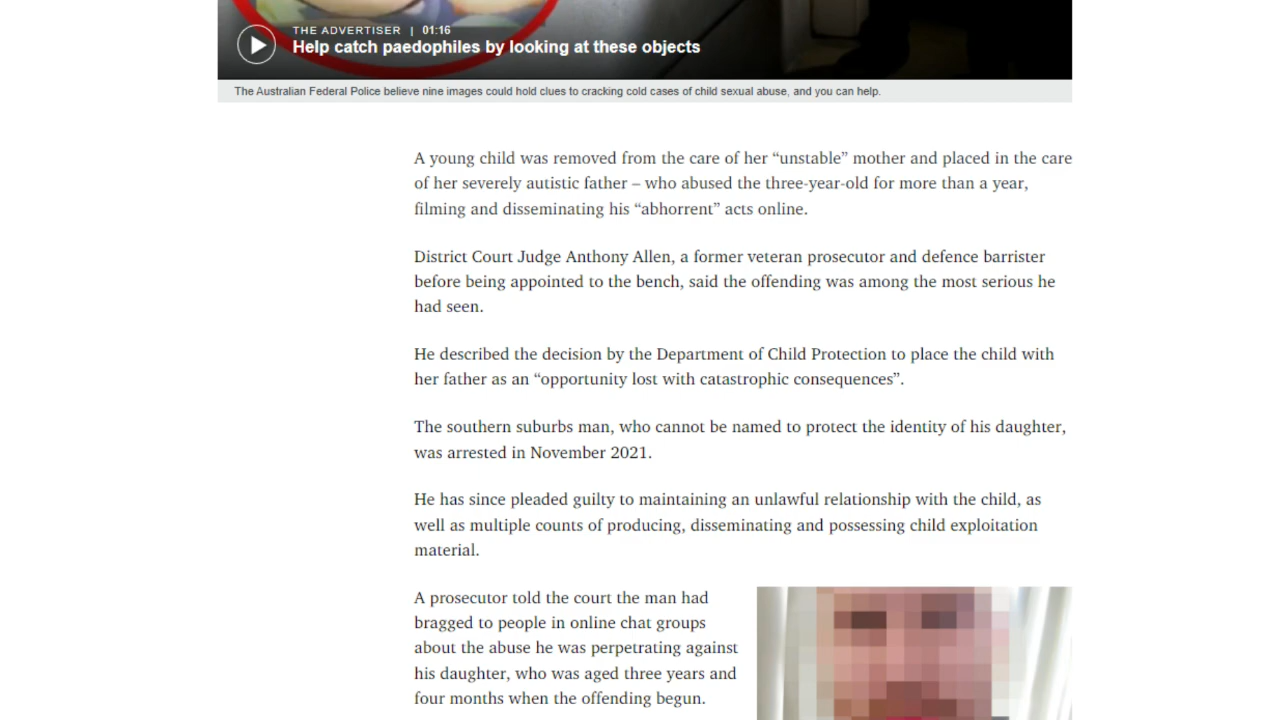 THE ADVERTISER | 01:16
Help catch paedophiles by looking at these objects
The Australian Federal Police believe nine images could hold clues to cracking cold cases of child sexual abuse, and you can help.
A young child was removed from the care of her “unstable” mother and placed in the care
of her severely autistic father – who abused the three-year-old for more than a year,
filming and disseminating his “abhorrent” acts online.
District Court Judge Anthony Allen, a former veteran prosecutor and defence barrister
before being appointed to the bench, said the offending was among the most serious he
had seen.
He described the decision by the Department of Child Protection to place the child with
her father as an “opportunity lost with catastrophic consequences”.
The southern suburbs man, who cannot be named to protect the identity of his daughter,
was arrested in November 2021.
He has since pleaded guilty to maintaining an unlawful relationship with the child, as
well as multiple counts of producing, disseminating and possessing child exploitation
material.
A prosecutor told the court the man had
bragged to people in online chat groups
about the abuse he was perpetrating against
his daughter, who was aged three years and
four months when the offending begun.